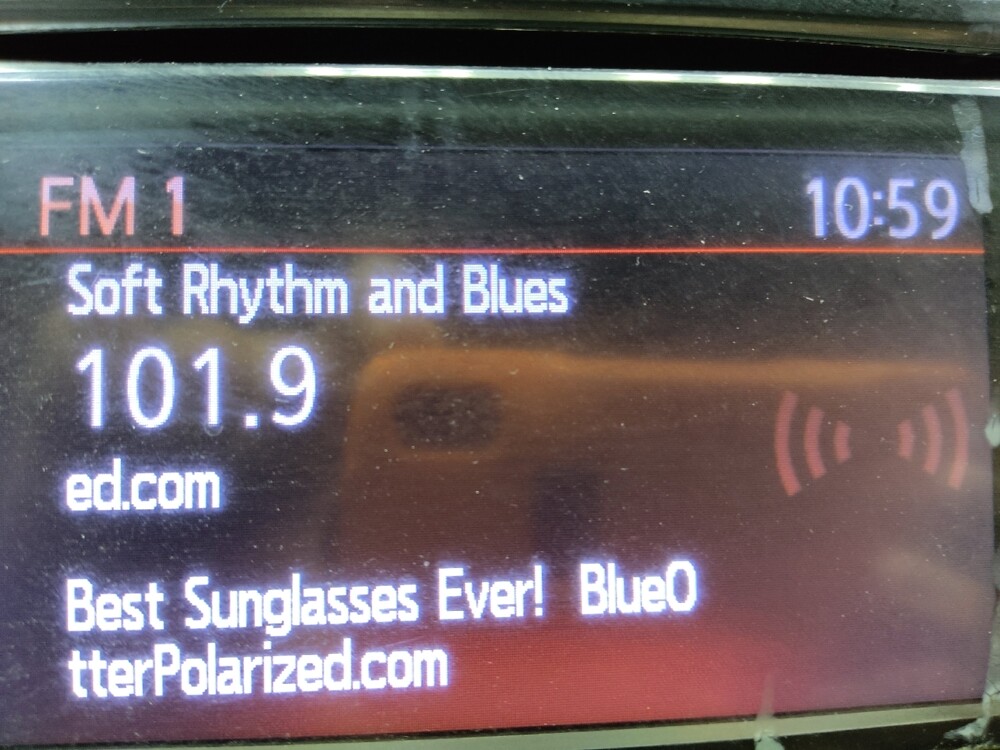 FM 1 10:59
Soft Rhythm and Blues
101.9
ed.com
Best Sunglasses Ever! BlueO
tterPolarized.com